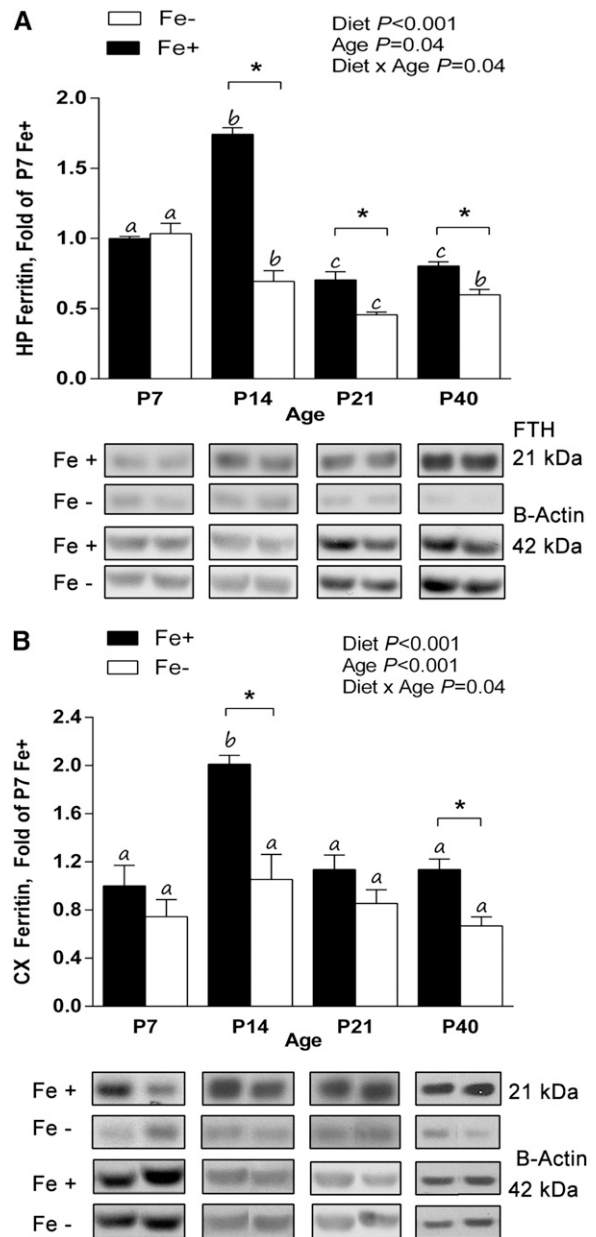 A
Fe-
Fe+
Diet P<0.001
Age P=0.04
Diet x Age P=0.04
HP Ferritin, Fold of P7 Fe+
2.0
1.5
1.0
0.5
0.0
a a
b b *
c c *
c b *
P7 P14 P21 P40
Age
FTH
Fe + 21 kDa
Fe -
B-Actin
Fe + 42 kDa
Fe -
B
Fe+
Fe-
Diet P<0.001
Age P<0.001
Diet x Age P=0.04
CX Ferritin, Fold of P7 Fe+
2.4
2.0
1.6
1.2
0.8
0.4
0.0
a a
b a *
a a
a a *
P7 P14 P21 P40
Age
Fe + 21 kDa
Fe -
B-Actin
Fe + 42 kDa
Fe -